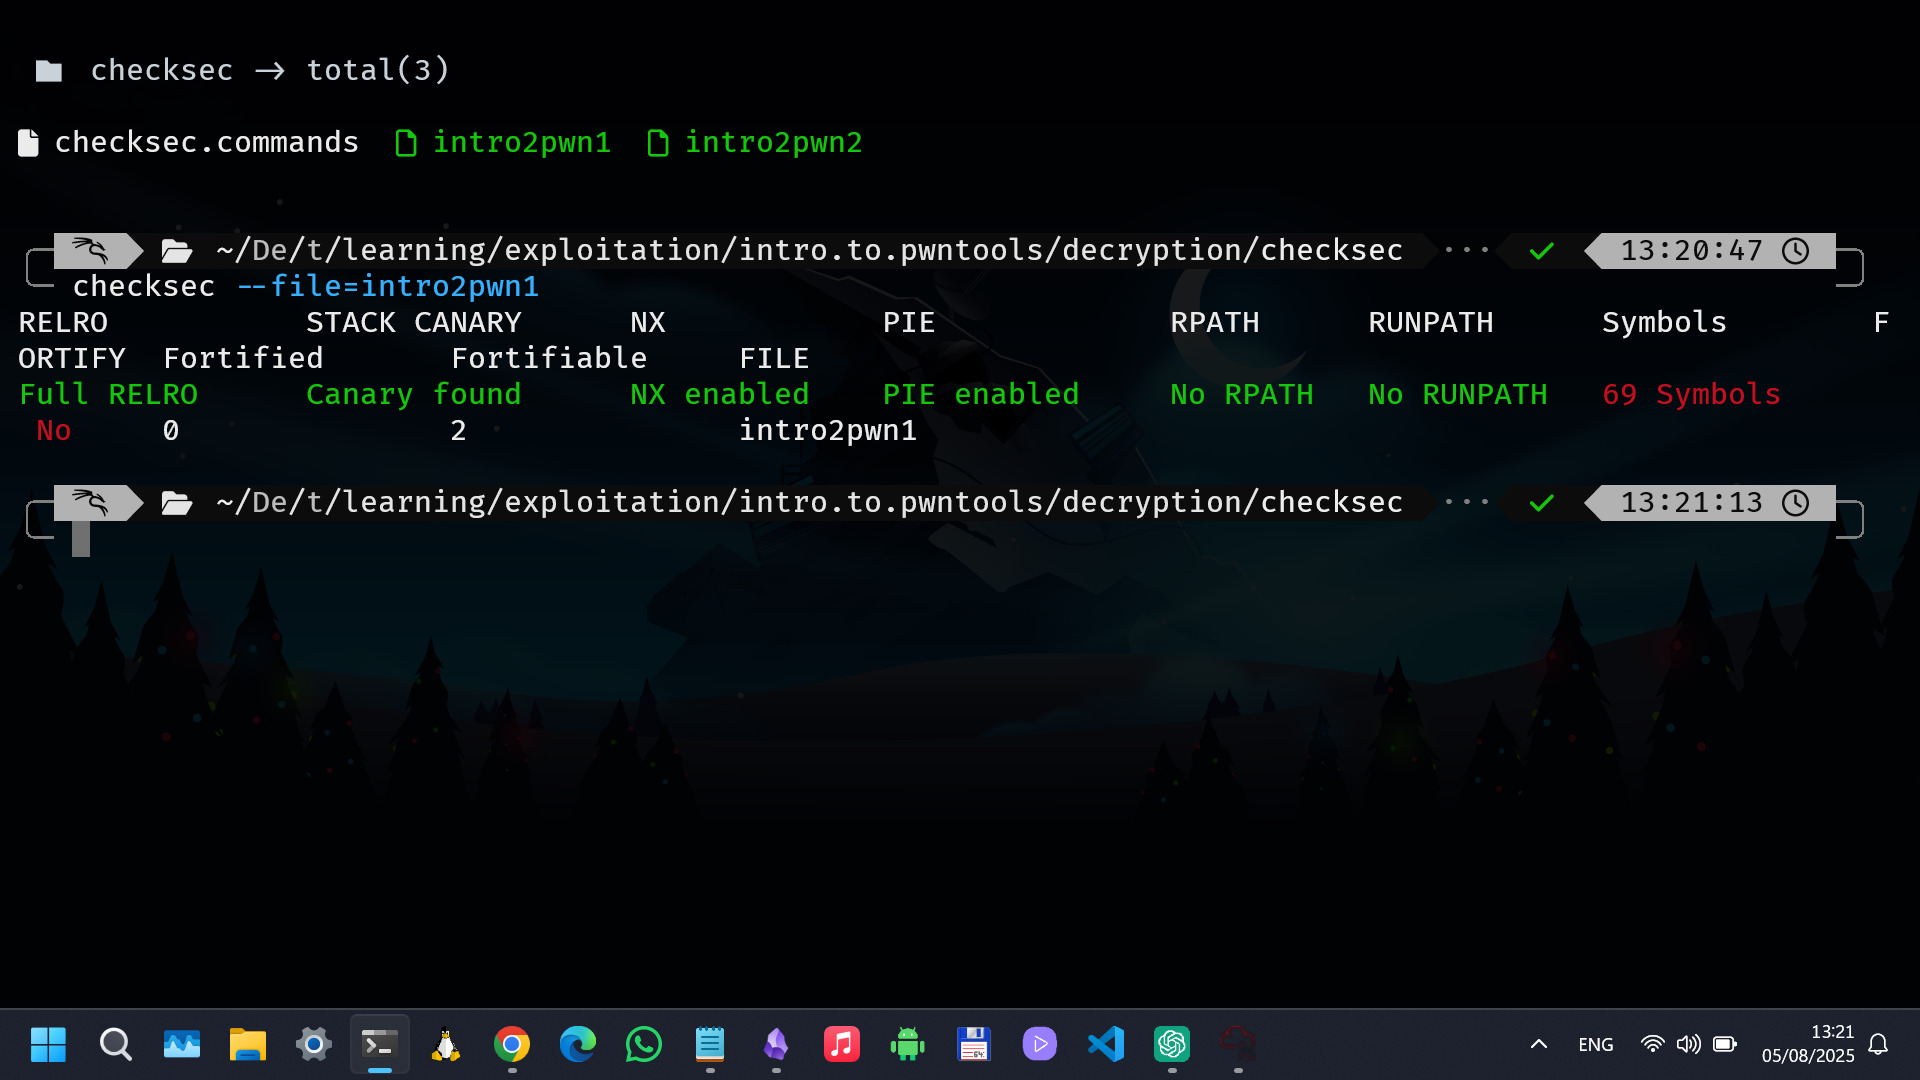 checksec → total(3)
checksec.commands intro2pwn1 intro2pwn2
~/De/t/learning/exploitation/intro.to.pwntools/decryption/checksec ··· ✓ 13:20:47
checksec --file=intro2pwn1
RELRO STACK CANARY NX PIE RPATH RUNPATH Symbols F
ORTIFY Fortified Fortifiable FILE
Full RELRO Canary found NX enabled PIE enabled No RPATH No RUNPATH 69 Symbols
No 0 2 intro2pwn1
~/De/t/learning/exploitation/intro.to.pwntools/decryption/checksec ··· ✓ 13:21:13
ENG
13:21
05/08/2025